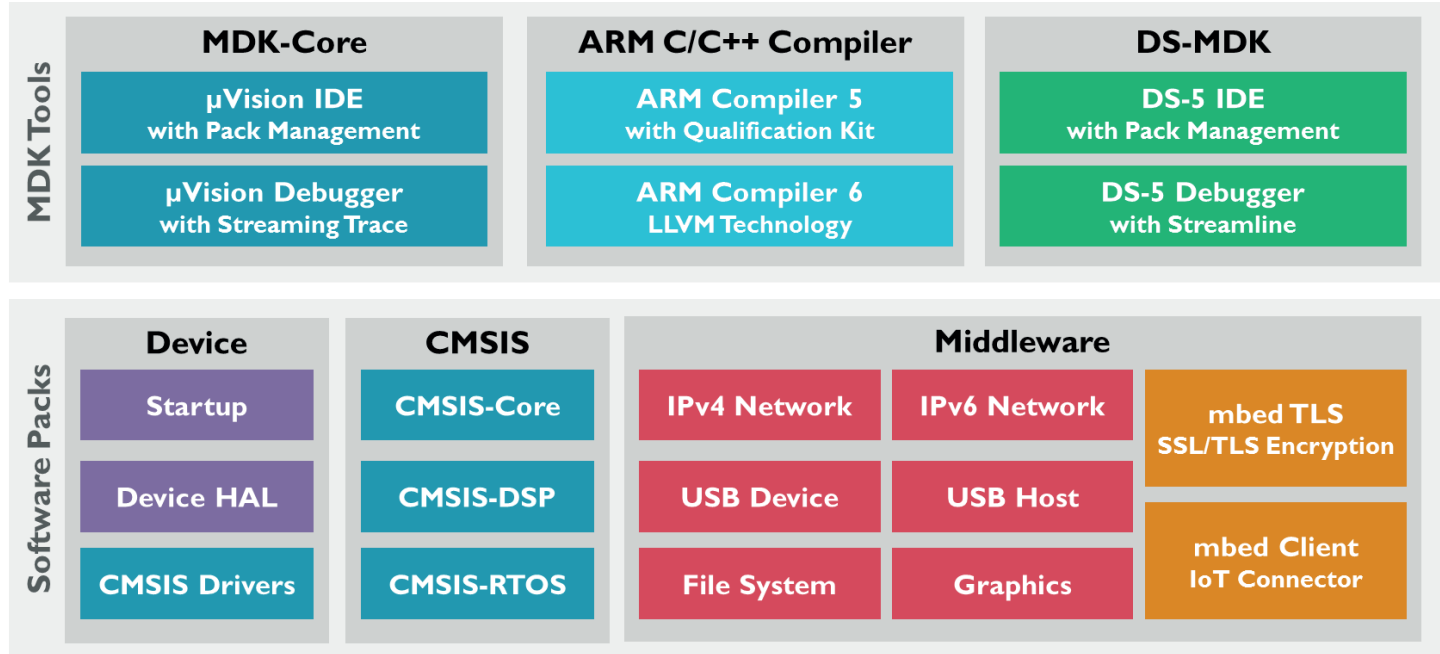 MDK Tools
MDK-Core
µVision IDE
with Pack Management
µVision Debugger
with Streaming Trace
ARM C/C++ Compiler
ARM Compiler 5
with Qualification Kit
ARM Compiler 6
LLVM Technology
DS-MDK
DS-5 IDE
with Pack Management
DS-5 Debugger
with Streamline
Software Packs
Device
Startup
Device HAL
CMSIS Drivers
CMSIS
CMSIS-Core
CMSIS-DSP
CMSIS-RTOS
Middleware
IPv4 Network
IPv6 Network
USB Device
USB Host
File System
Graphics
mbed TLS
SSL/TLS Encryption
mbed Client
IoT Connector